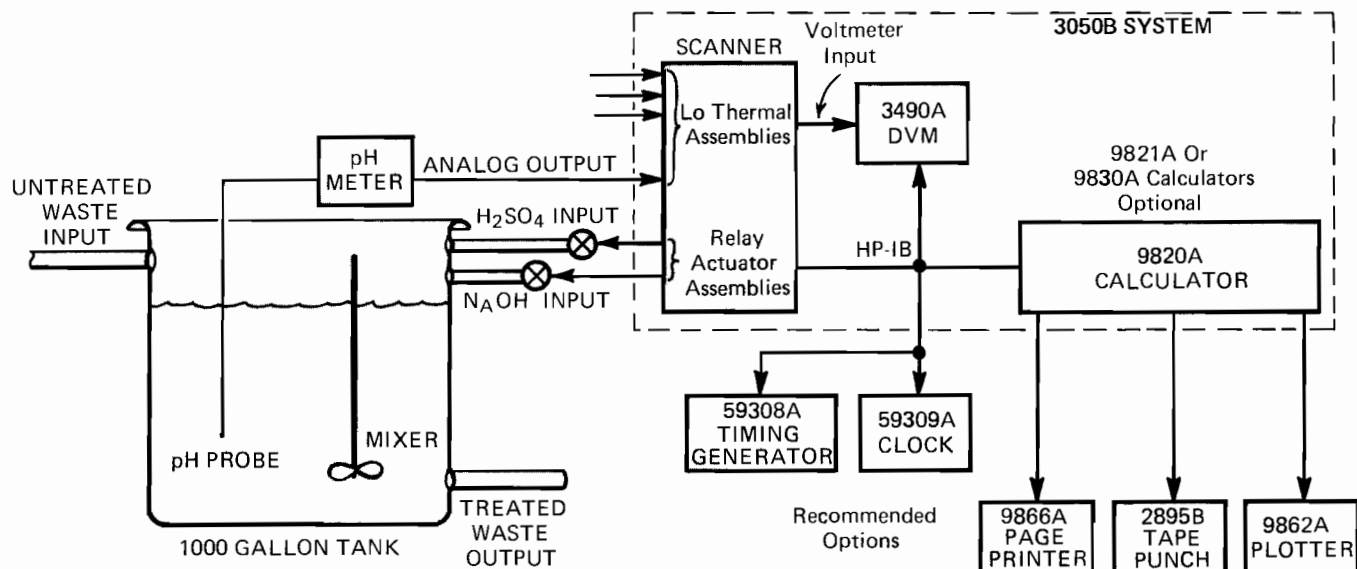 3050B SYSTEM
SCANNER
Voltmeter
Input
Lo Thermal
Assemblies
3490A
DVM
pH
METER
ANALOG OUTPUT
9821A Or
9830A Calculators
Optional
UNTREATED
WASTE
INPUT
H₂SO₄ INPUT
Relay
Actuator
Assemblies
HP-IB
9820A
CALCULATOR
NAOH INPUT
59308A
TIMING
GENERATOR
59309A
CLOCK
MIXER
pH PROBE
TREATED
WASTE
OUTPUT
1000 GALLON TANK
Recommended
Options
9866A
PAGE
PRINTER
2895B
TAPE
PUNCH
9862A
PLOTTER